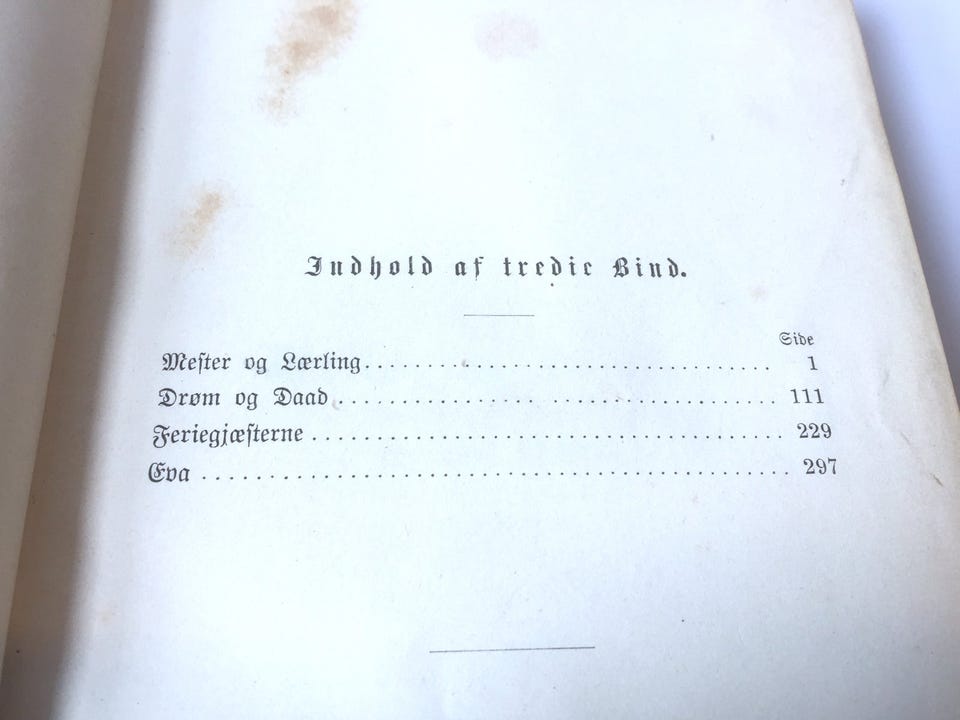 Indhold af tredie Bind.
Side
Mester og Lærling. . . . . . . . . . . . . . . . . . . . . . . . . . . . . . . . . . . 1
Drøm og Daad . . . . . . . . . . . . . . . . . . . . . . . . . . . . . . . . . . . 111
Feriegjæsterne . . . . . . . . . . . . . . . . . . . . . . . . . . . . . . . . . . . 229
Eva . . . . . . . . . . . . . . . . . . . . . . . . . . . . . . . . . . . . . . . . . . . 297